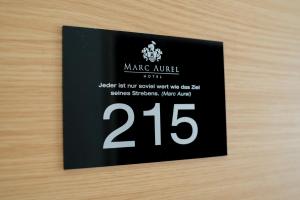 MARC AUREL
HOTEL
Jeder ist nur soviel wert wie das Ziel
seines Strebens. (Marc Aurel)
215